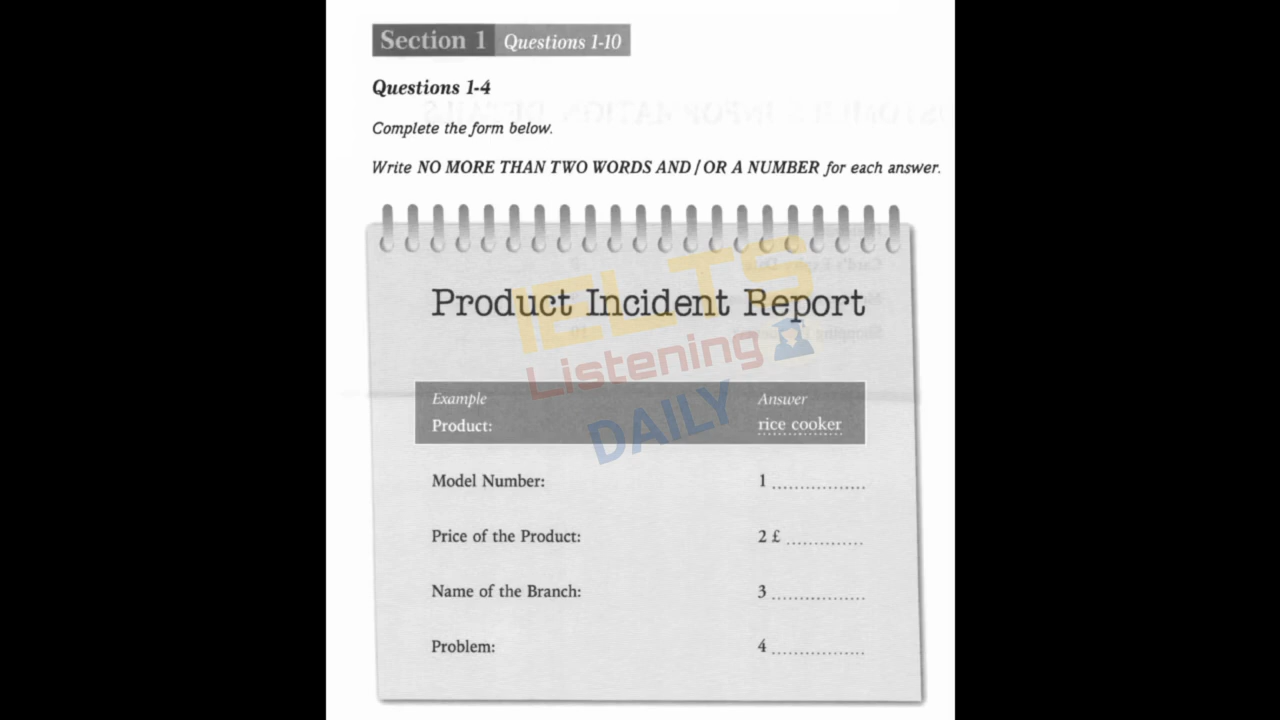 Section 1 Questions 1-10
Questions 1-4
Complete the form below.
Write NO MORE THAN TWO WORDS AND / OR A NUMBER for each answer.
Product Incident Report
IELTS
Listening
DAILY
Example Answer
Product: rice cooker
Model Number: 1 ...............
Price of the Product: 2 £ ...............
Name of the Branch: 3 ...............
Problem: 4 ...............